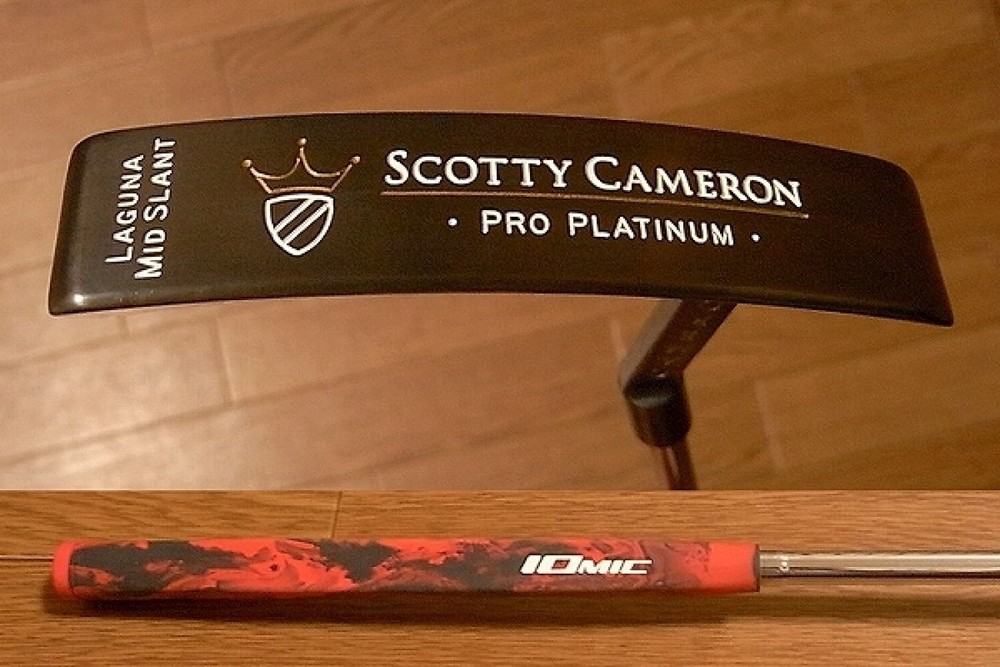 LAGUNA
MID SLANT
SCOTTY CAMERON
· PRO PLATINUM ·
IOMIC